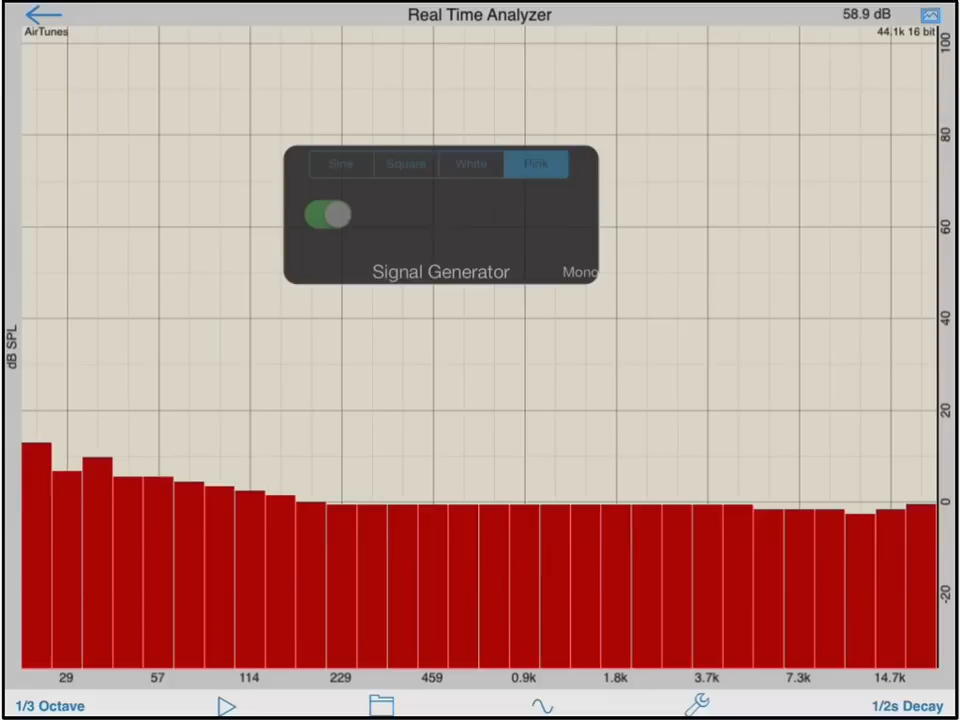 Real Time Analyzer
58.9 dB
AirTunes
44.1k 16 bit
100
80
60
40
20
0
-20
dB SPL
Sine
Square
White
Pink
Signal Generator
Mono
29
57
114
229
459
0.9k
1.8k
3.7k
7.3k
14.7k
1/3 Octave
1/2s Decay